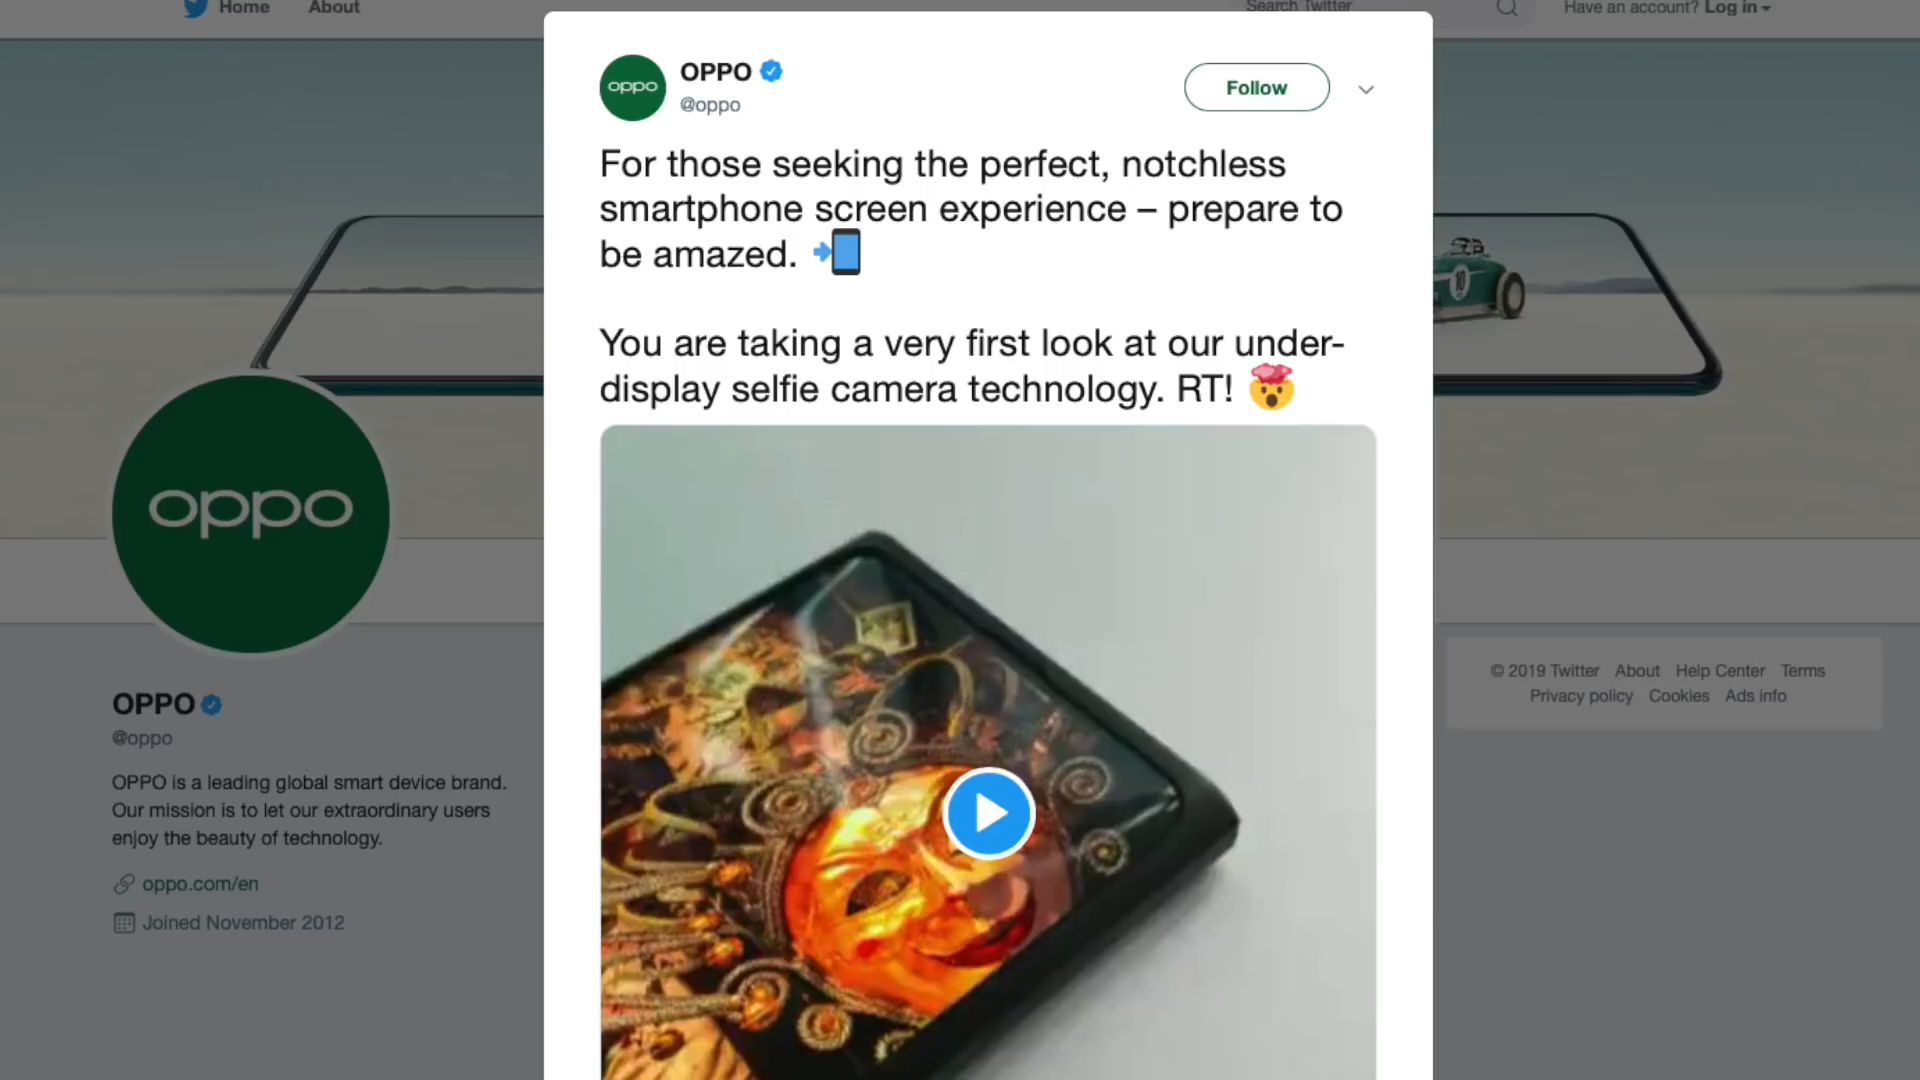 Home About Search Twitter Have an account? Log in
oppo OPPO
@oppo
Follow
For those seeking the perfect, notchless
smartphone screen experience – prepare to
be amazed. 📲
You are taking a very first look at our under-
display selfie camera technology. RT! 🤯
10
oppo
OPPO
@oppo
OPPO is a leading global smart device brand.
Our mission is to let our extraordinary users
enjoy the beauty of technology.
oppo.com/en
Joined November 2012
© 2019 Twitter About Help Center Terms
Privacy policy Cookies Ads info